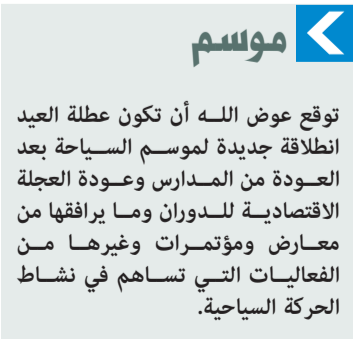 موسم
توقع عوض الله أن تكون عطلة العيد
انطلاقة جديدة لموسم السياحة بعد
العودة من المدارس وعودة العجلة
الاقتصادية للدوران وما يرافقها من
معارض ومؤتمرات وغيرها من
الفعاليات التي تساهم في نشاط
الحركة السياحية.